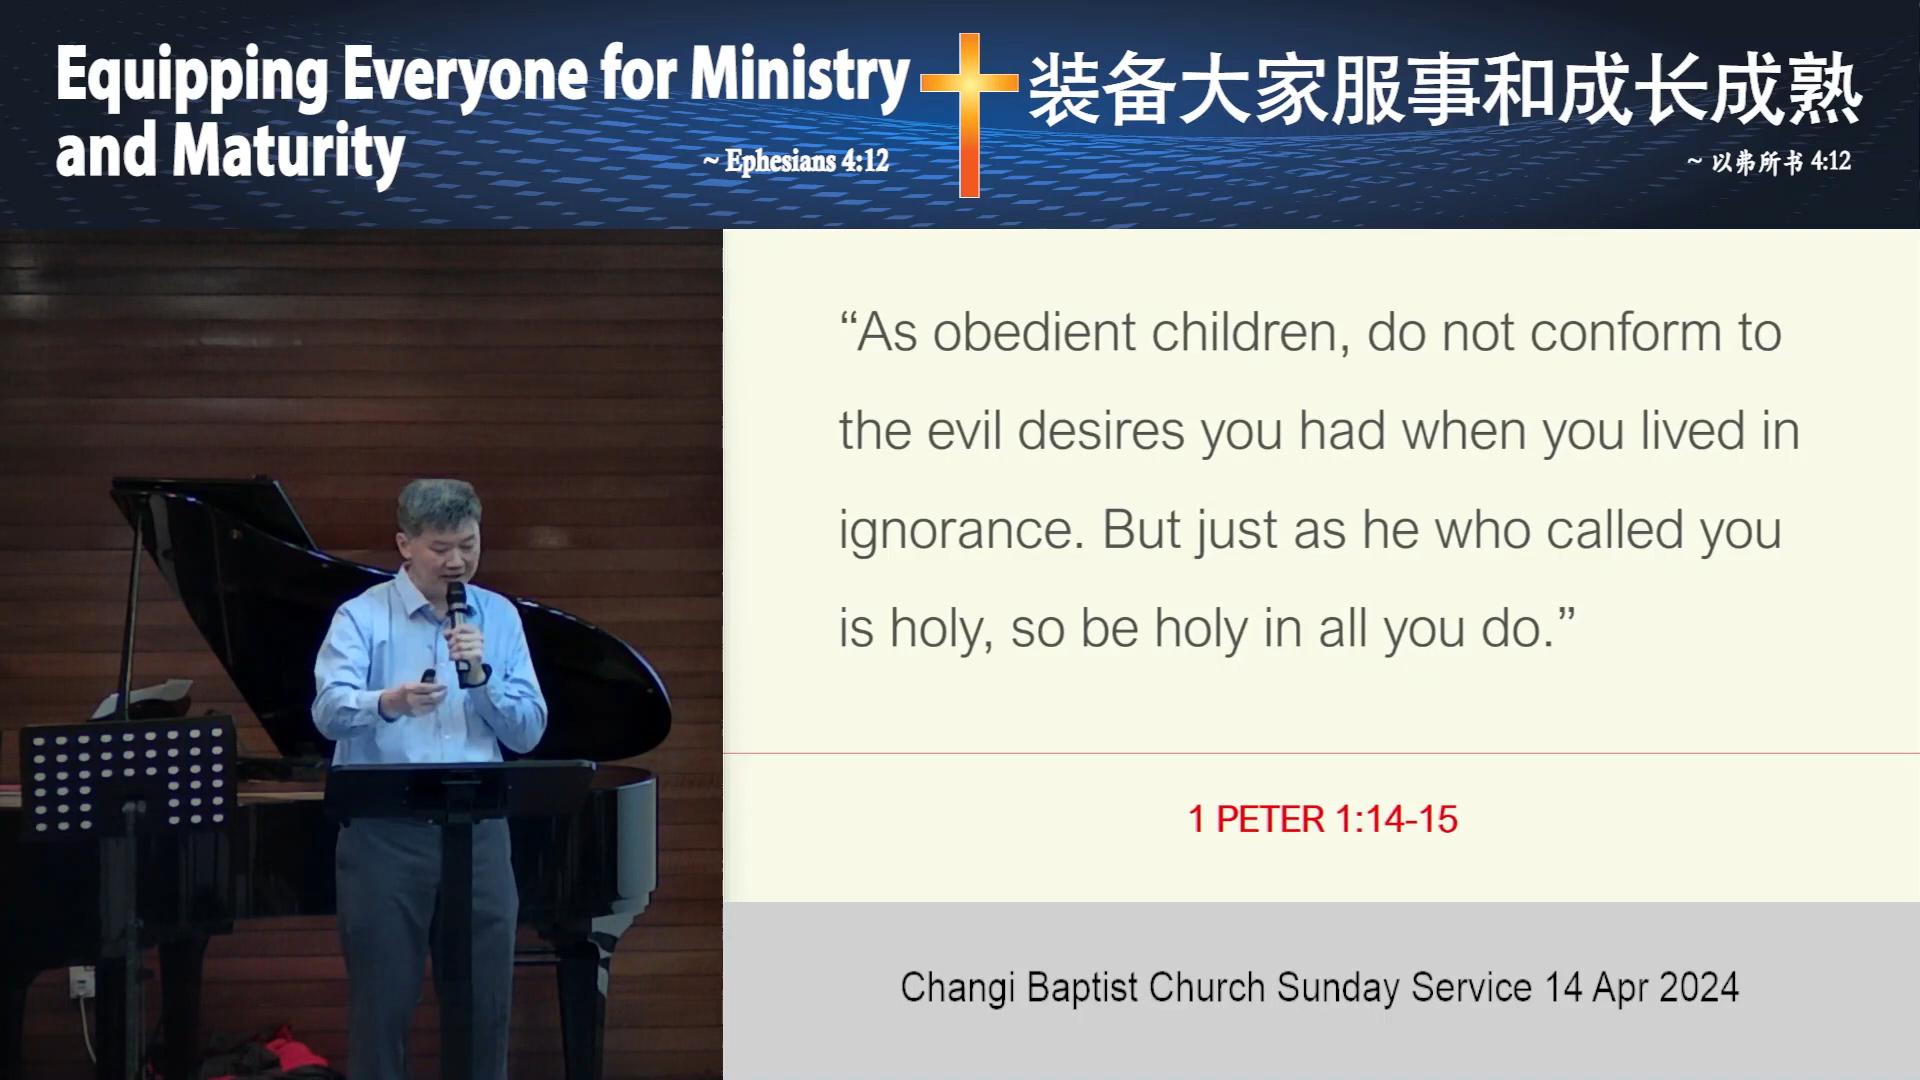 Equipping Everyone for Ministry
and Maturity
~ Ephesians 4:12
装备大家服事和成长成熟
~ 以弗所书 4:12
“As obedient children, do not conform to
the evil desires you had when you lived in
ignorance. But just as he who called you
is holy, so be holy in all you do.”
1 PETER 1:14-15
Changi Baptist Church Sunday Service 14 Apr 2024